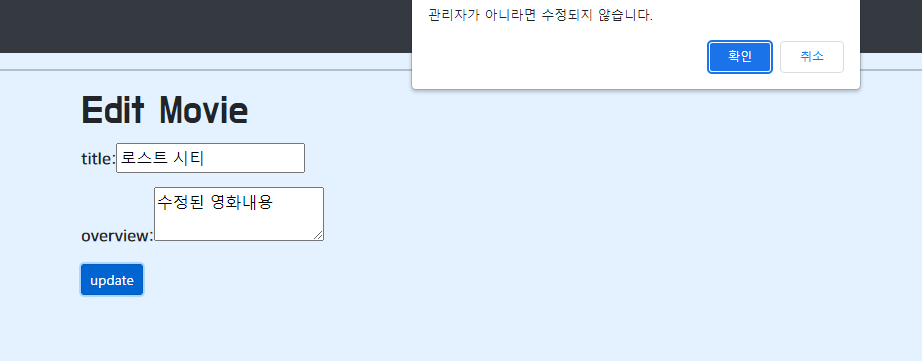 관리자가 아니라면 수정되지 않습니다.
확인 취소
Edit Movie
title: 로스트 시티
overview: 수정된 영화내용
update